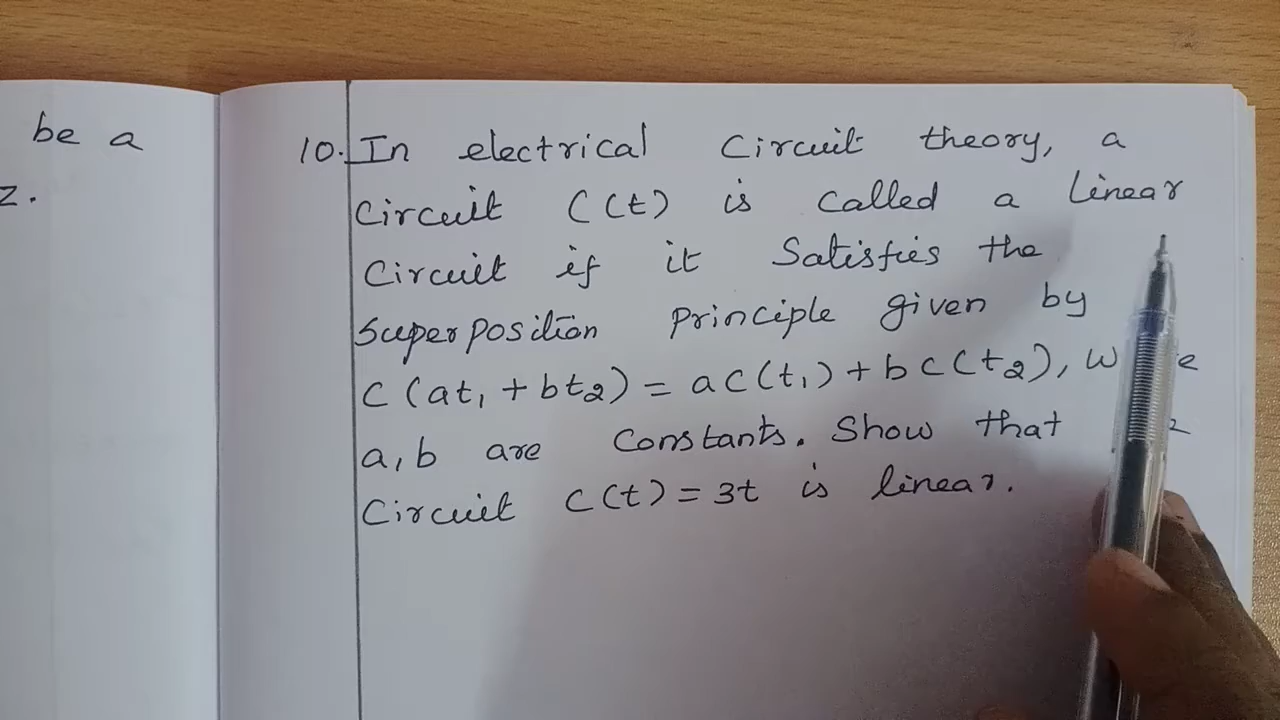 be a
z.
10. In electrical Circuit theory, a
Circuit C(t) is called a linear
Circuit if it Satisfies the
Superposition principle given by
C(at₁ + bt₂) = aC(t₁) + bC(t₂),
a, b are Constants. Show that
Circuit C(t) = 3t is linear.